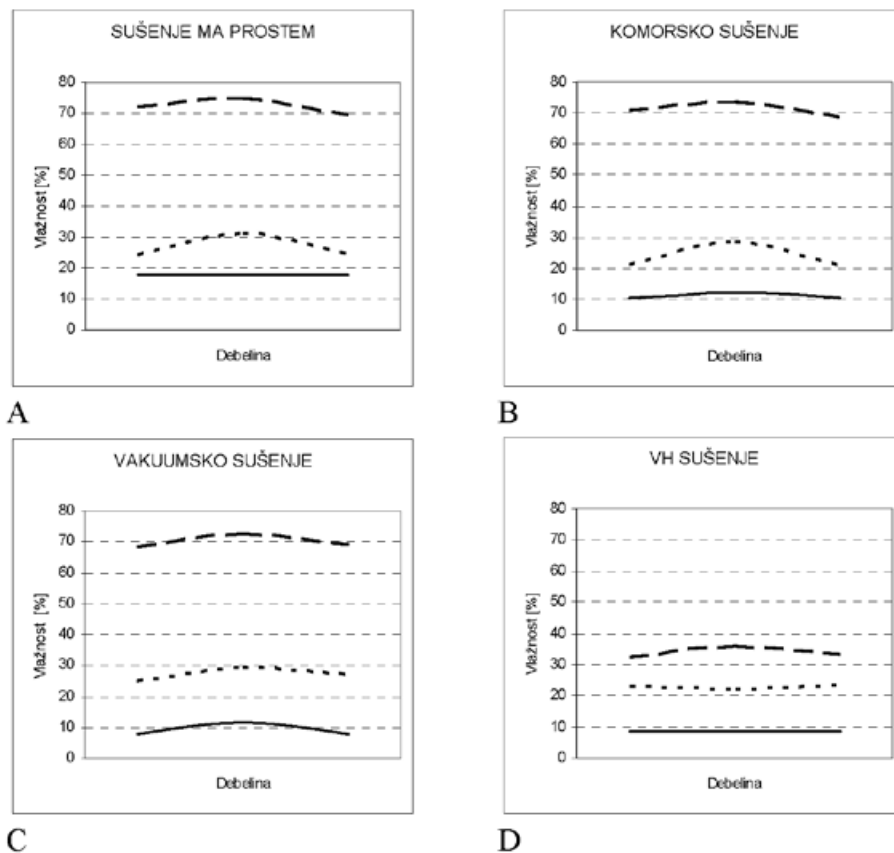 SUŠENJE MA PROSTEM
Vlažnost [%]
80
70
60
50
40
30
20
10
0
Debelina
A
KOMORSKO SUŠENJE
Vlažnost [%]
80
70
60
50
40
30
20
10
0
Debelina
B
VAKUUMSKO SUŠENJE
Vlažnost [%]
80
70
60
50
40
30
20
10
0
Debelina
C
VH SUŠENJE
Vlažnost [%]
80
70
60
50
40
30
20
10
0
Debelina
D